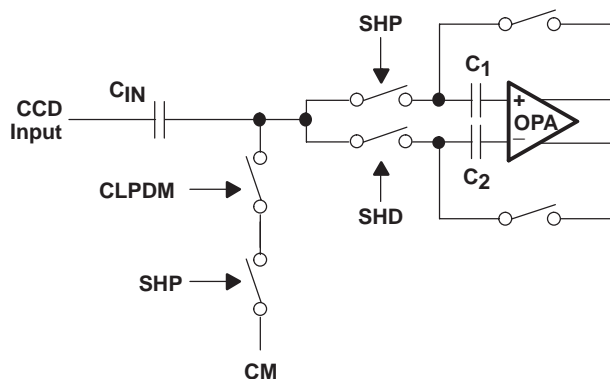 SHP
C1
CIN
CCD
Input
+
OPA
–
C2
CLPDM
SHD
SHP
CM